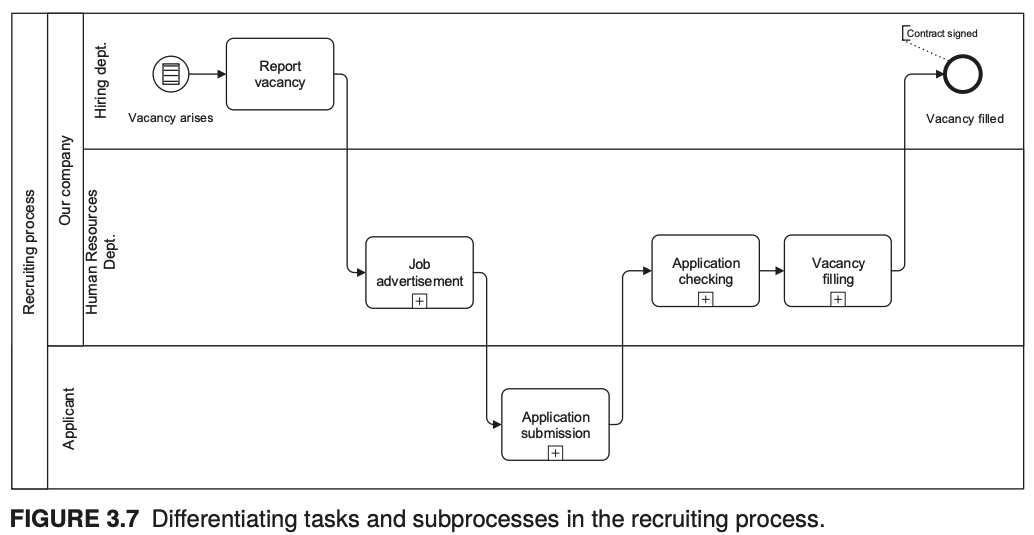 Recruiting process
Our company
Hiring dept.
Vacancy arises
Report
vacancy
Contract signed
Vacancy filled
Human Resources
Dept.
Job
advertisement
Application
checking
Vacancy
filling
Applicant
Application
submission
FIGURE 3.7 Differentiating tasks and subprocesses in the recruiting process.